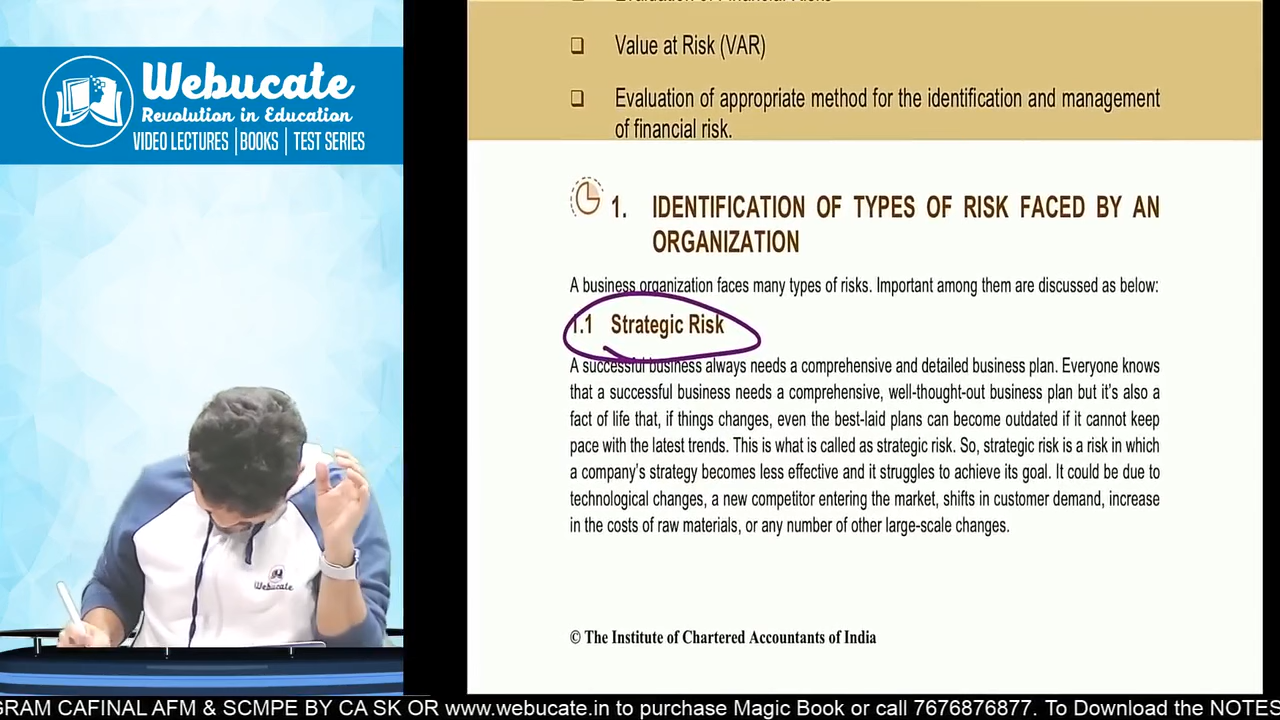 Webucate
Revolution in Education
VIDEO LECTURES | BOOKS | TEST SERIES
❑ Value at Risk (VAR)
❑ Evaluation of appropriate method for the identification and management
of financial risk.
1. IDENTIFICATION OF TYPES OF RISK FACED BY AN
ORGANIZATION
A business organization faces many types of risks. Important among them are discussed as below:
1.1 Strategic Risk
A successful business always needs a comprehensive and detailed business plan. Everyone knows
that a successful business needs a comprehensive, well-thought-out business plan but it's also a
fact of life that, if things changes, even the best-laid plans can become outdated if it cannot keep
pace with the latest trends. This is what is called as strategic risk. So, strategic risk is a risk in which
a company's strategy becomes less effective and it struggles to achieve its goal. It could be due to
technological changes, a new competitor entering the market, shifts in customer demand, increase
in the costs of raw materials, or any number of other large-scale changes.
Webucate
© The Institute of Chartered Accountants of India
GRAM CAFINAL AFM & SCMPE BY CA SK OR www.webucate.in to purchase Magic Book or call 7676876877. To Download the NOTES